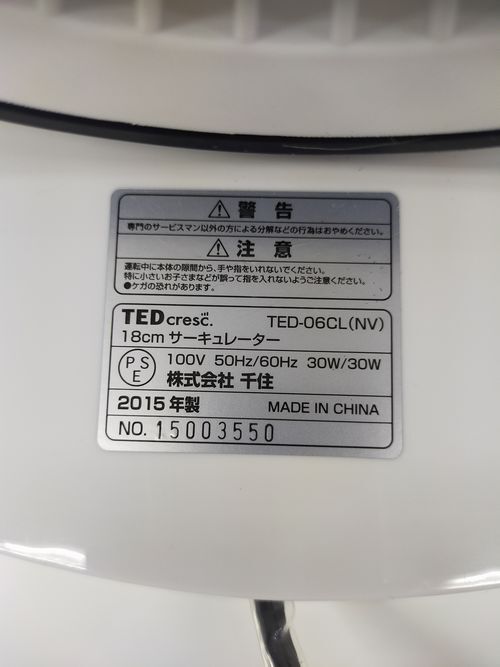 ⚠ 警告
専門のサービスマン以外の方による分解などの行為はおやめください。
⚠ 注意
運転中に本体の隙間から、手や指をいれないでください。
特に小さいお子さまなどが誤って指を入れないようご注意ください。
●ケガの恐れがあります。
TED cresc. TED-06CL(NV)
18cm サーキュレーター
PSE 100V 50Hz/60Hz 30W/30W
株式会社 千住
2015年製 MADE IN CHINA
NO. 15003550